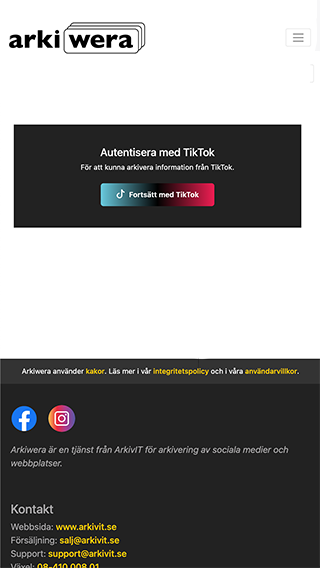 arkiwera
Autentisera med TikTok
För att kunna arkivera information från TikTok.
Fortsätt med TikTok
Arkiwera använder kakor. Läs mer i vår integritetspolicy och i våra användarvillkor.
Arkiwera är en tjänst från ArkivIT för arkivering av sociala medier och
webbplatser.
Kontakt
Webbsida: www.arkivit.se
Försäljning: salj@arkivit.se
Support: support@arkivit.se
Växel: 08-410 008 01